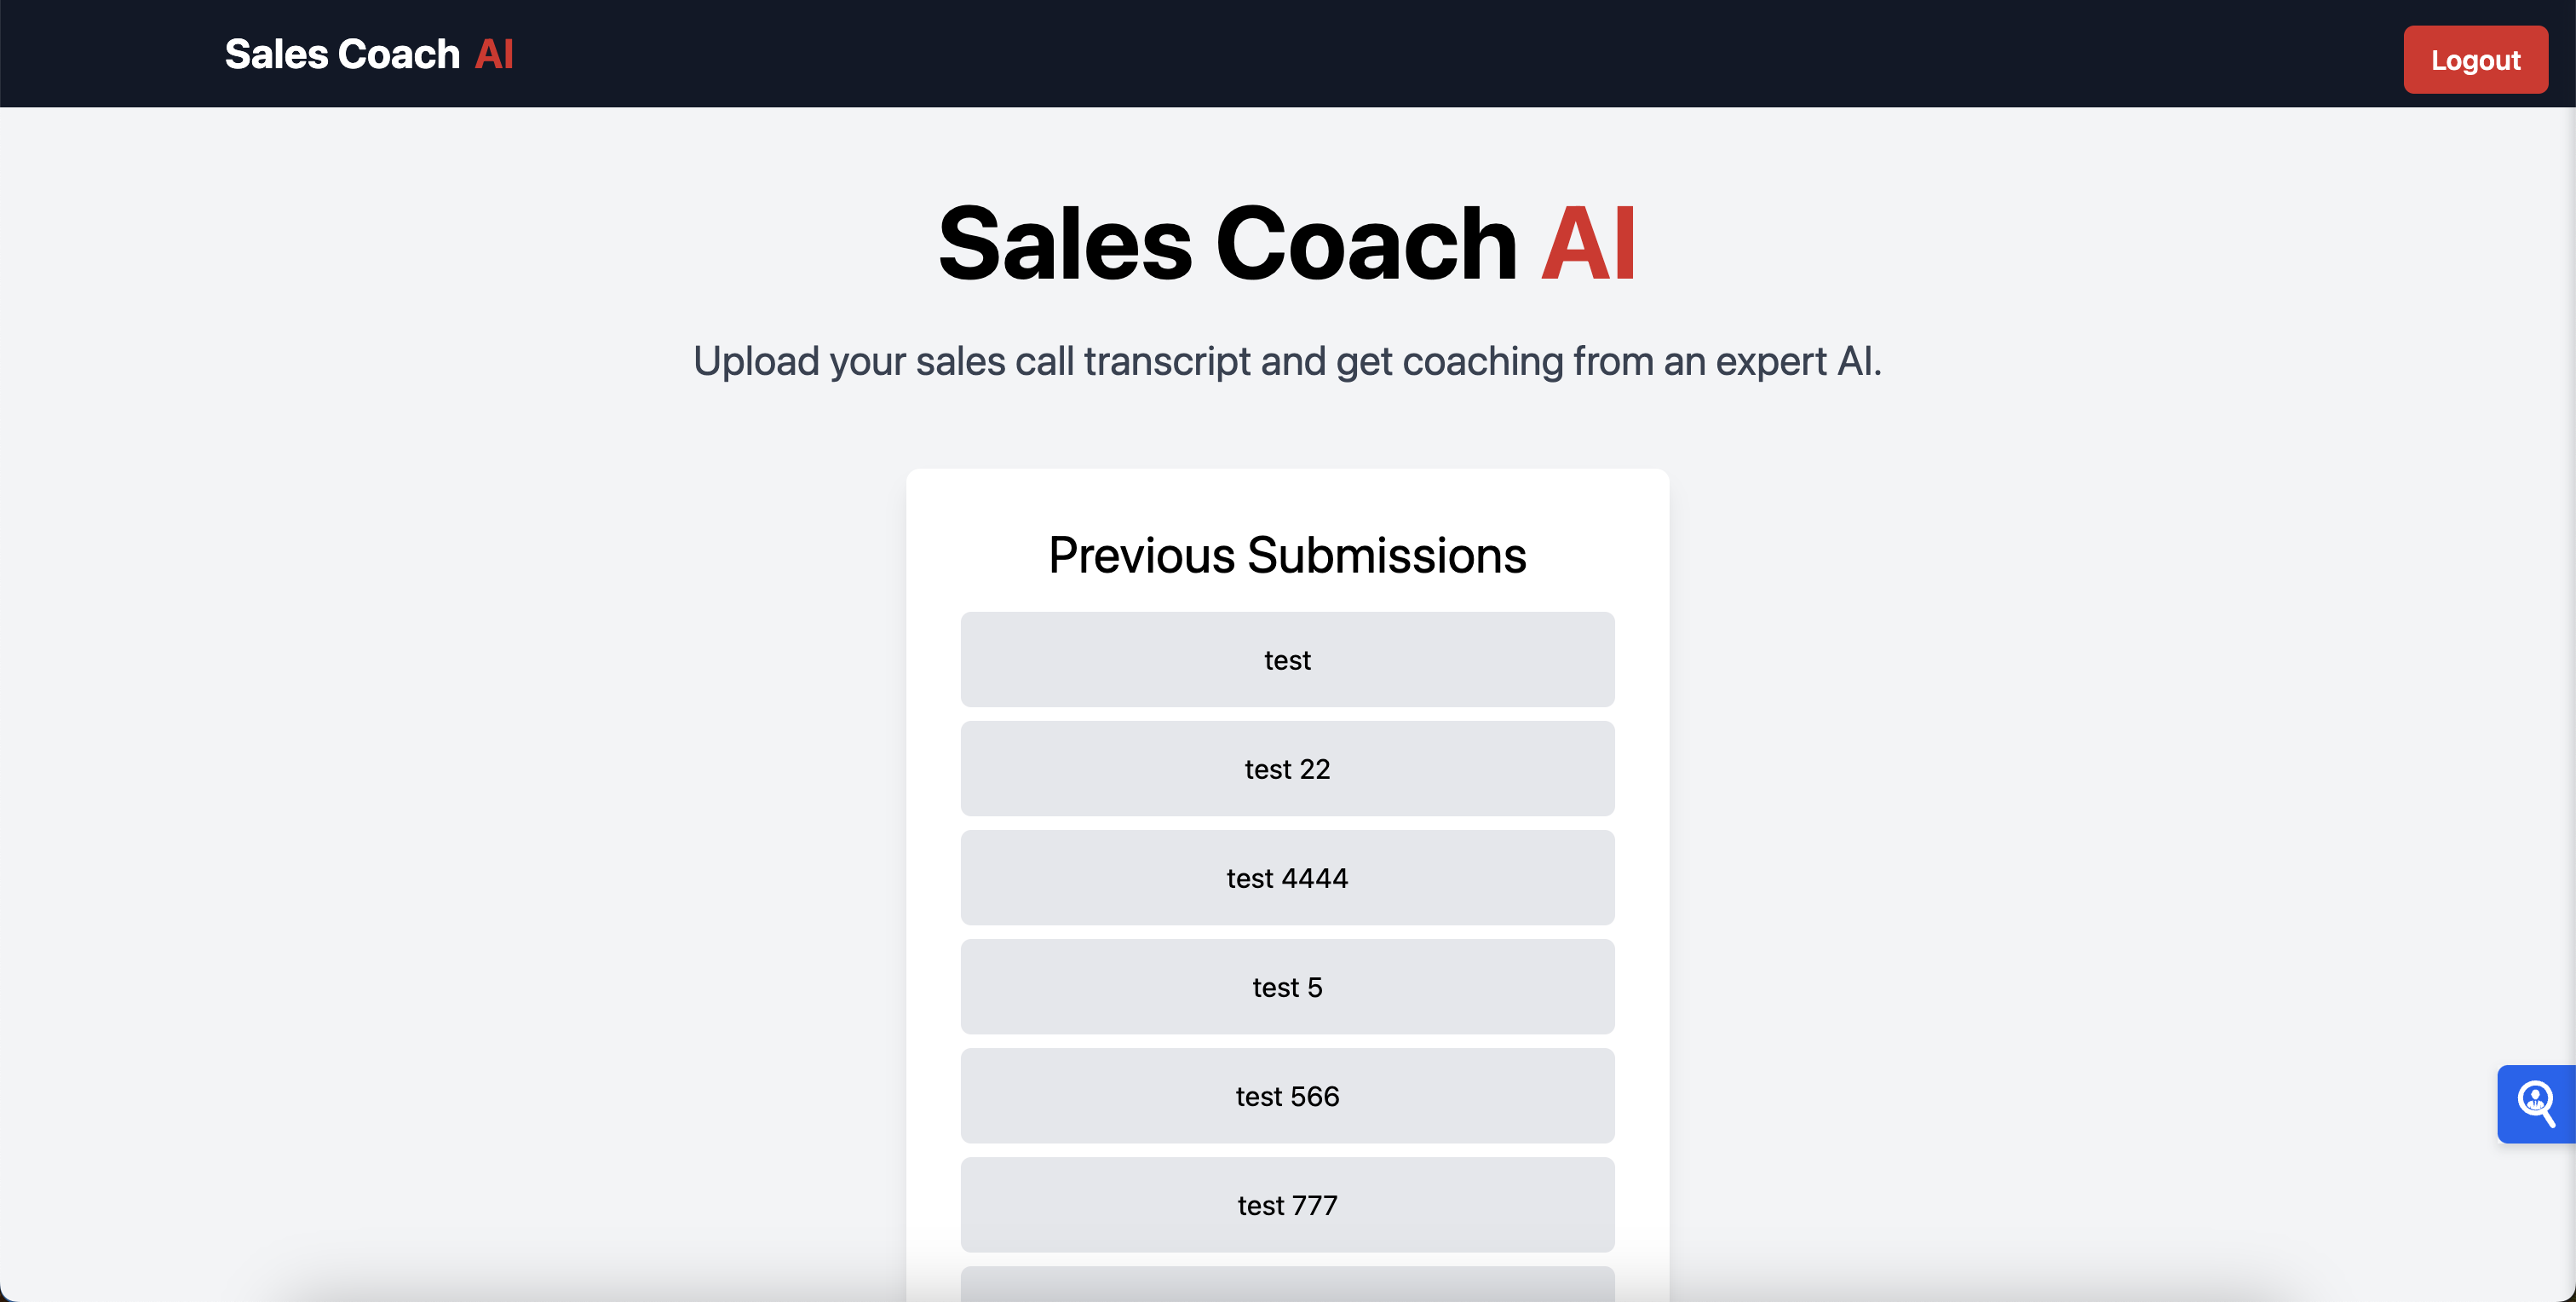 Sales Coach AI
Logout
Sales Coach AI
Upload your sales call transcript and get coaching from an expert AI.
Previous Submissions
test
test 22
test 4444
test 5
test 566
test 777